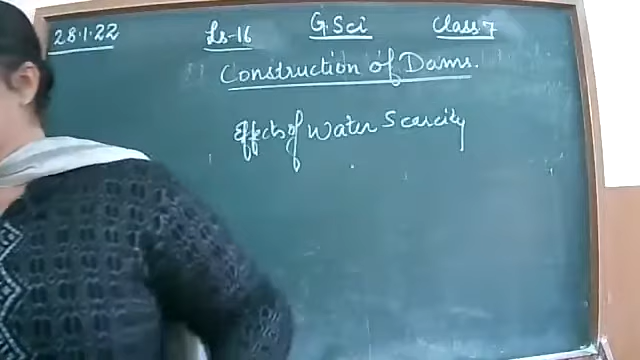 28.1.22 Ls-16 G.Sci Class 7
Construction of Dams.
Effects of Water Scarcity